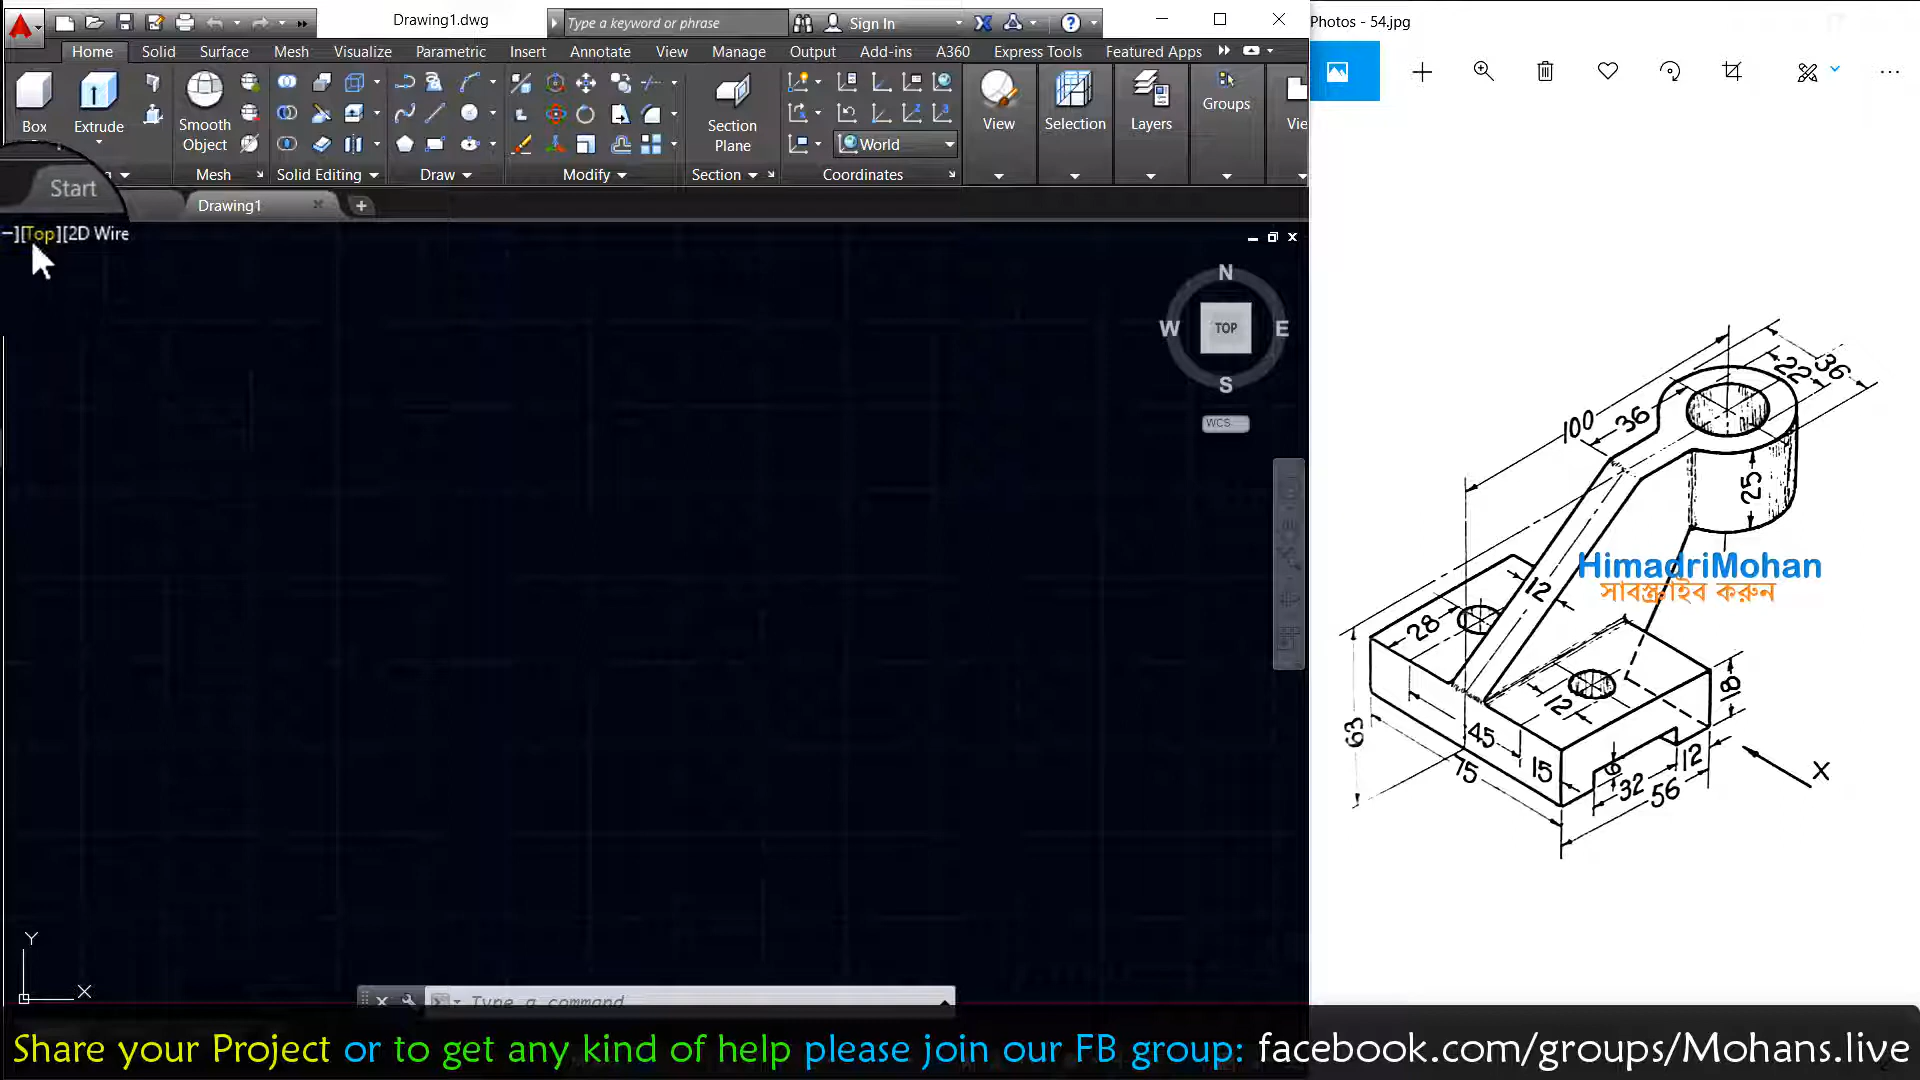 Drawing1.dwg
Type a keyword or phrase
Sign In
Photos - 54.jpg
Home Solid Surface Mesh Visualize Parametric Insert Annotate View Manage Output Add-ins A360 Express Tools Featured Apps
Box Extrude Smooth Object Section Plane World View Selection Layers Groups Vie
Mesh Solid Editing Draw Modify Section Coordinates
Start
Drawing1
−][Top][2D Wire
N
W TOP E
S
WCS
36
22
100
36
25
HimadriMohan
সাবস্ক্রাইব করুন
12
28
12
18
63
45
75
15
6
32
12
56
X
Y
X
Type a command
Share your Project or to get any kind of help please join our FB group: facebook.com/groups/Mohans.live